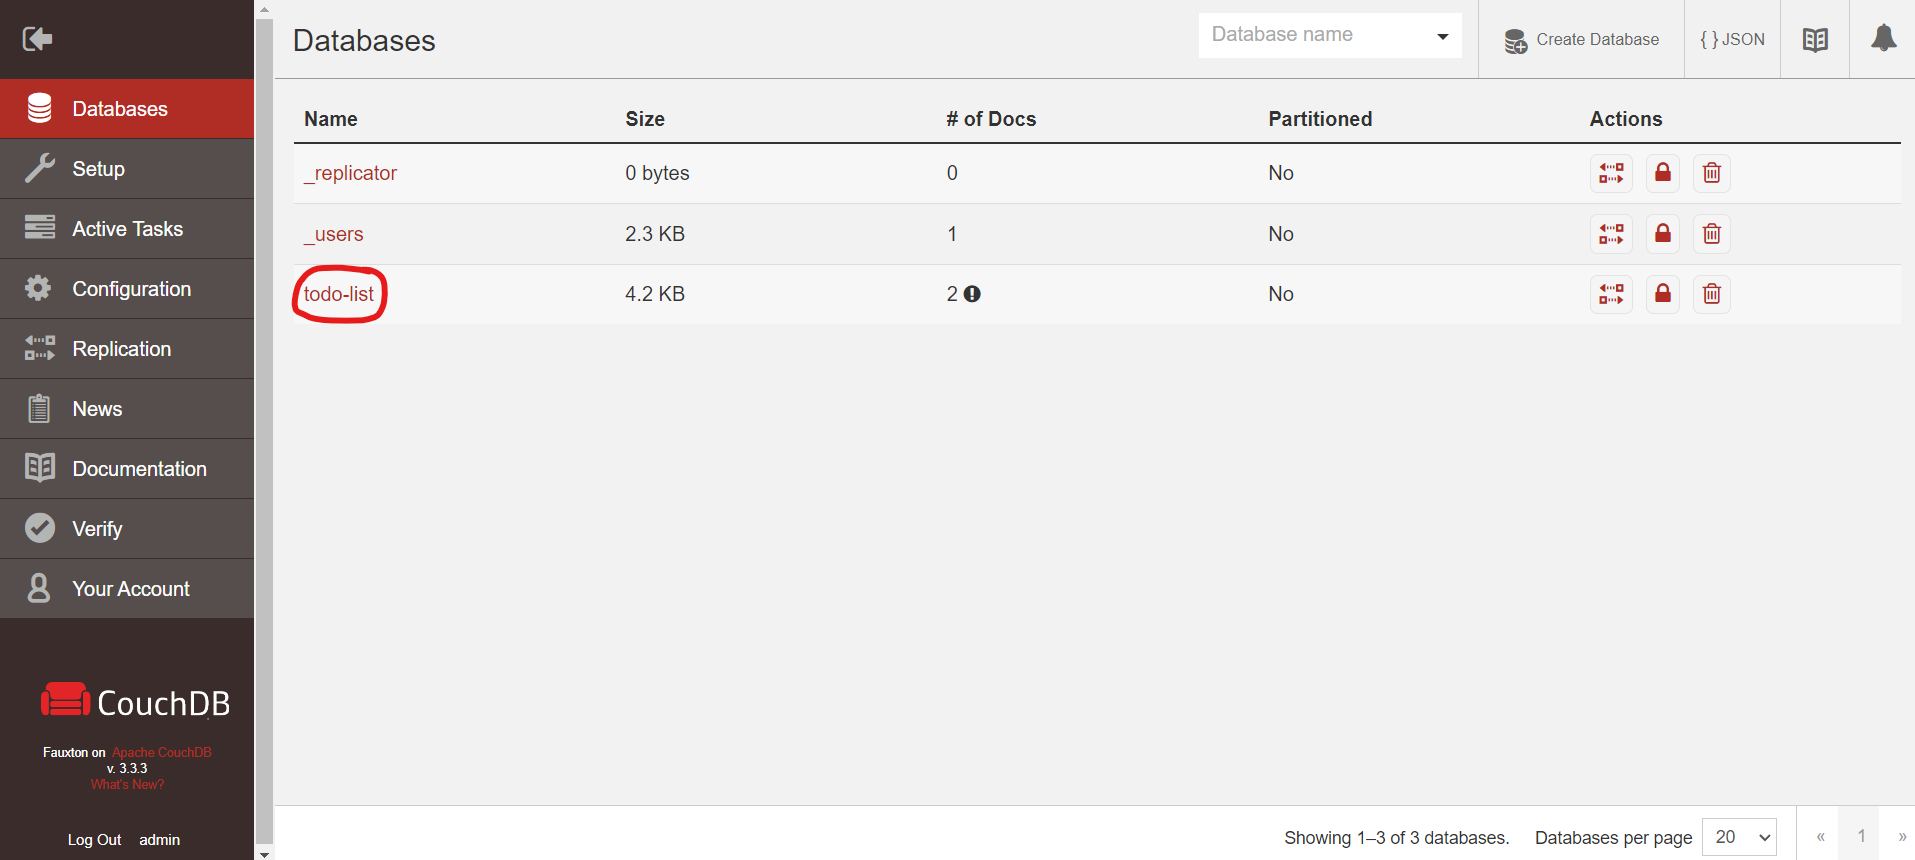 Databases
Database name
Create Database
{ } JSON
Databases
Setup
Active Tasks
Configuration
Replication
News
Documentation
Verify
Your Account
CouchDB
Fauxton on Apache CouchDB
v. 3.3.3
What's New?
Log Out admin
Name Size # of Docs Partitioned Actions
_replicator 0 bytes 0 No
_users 2.3 KB 1 No
todo-list 4.2 KB 2 No
Showing 1–3 of 3 databases. Databases per page 20 « 1 »